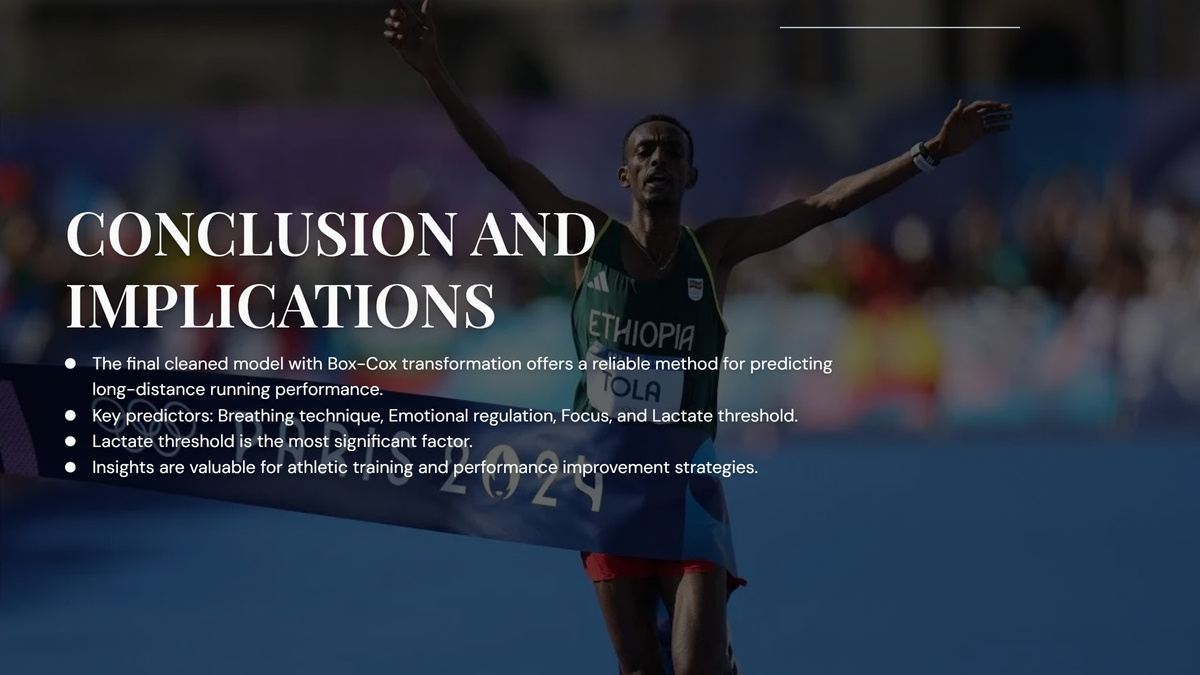 CONCLUSION AND
IMPLICATIONS
● The final cleaned model with Box-Cox transformation offers a reliable method for predicting
long-distance running performance.
● Key predictors: Breathing technique, Emotional regulation, Focus, and Lactate threshold.
● Lactate threshold is the most significant factor.
● Insights are valuable for athletic training and performance improvement strategies.
ETHIOPIA
TOLA
PARIS 2024